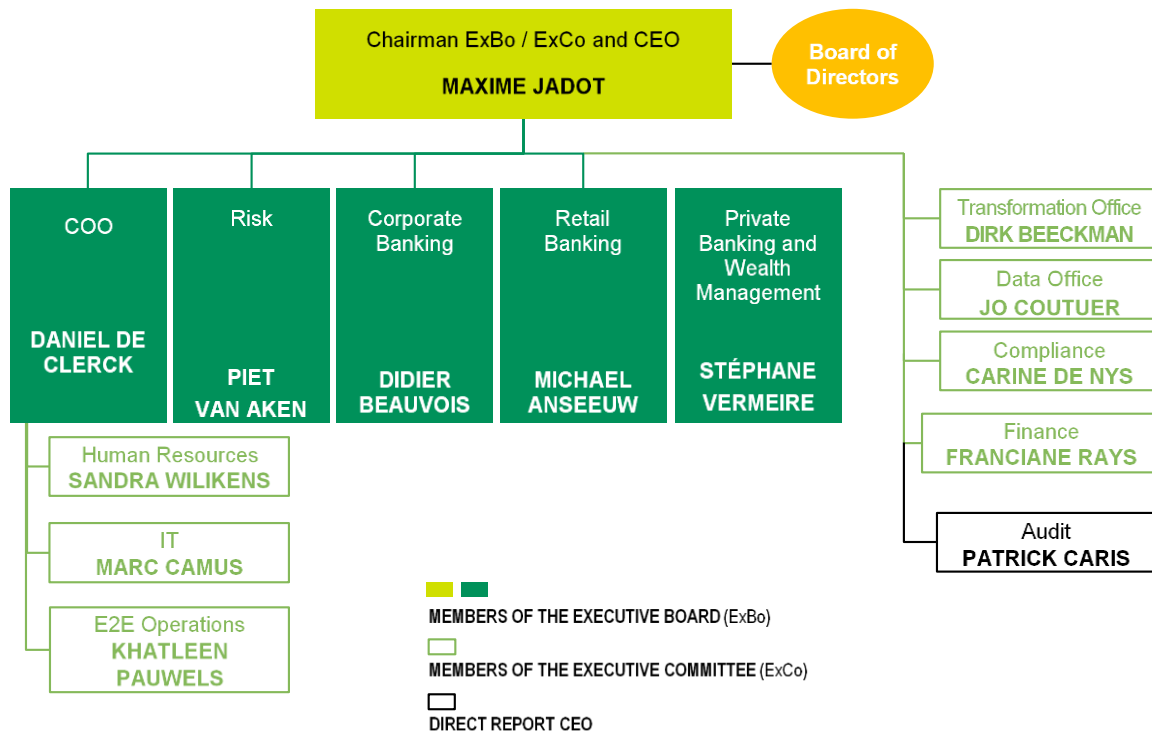 Chairman ExBo / ExCo and CEO
MAXIME JADOT
Board of
Directors
COO
DANIEL DE
CLERCK
Risk
PIET
VAN AKEN
Corporate
Banking
DIDIER
BEAUVOIS
Retail
Banking
MICHAEL
ANSEEUW
Private
Banking and
Wealth
Management
STÉPHANE
VERMEIRE
Transformation Office
DIRK BEECKMAN
Data Office
JO COUTUER
Compliance
CARINE DE NYS
Finance
FRANCIANE RAYS
Audit
PATRICK CARIS
Human Resources
SANDRA WILIKENS
IT
MARC CAMUS
E2E Operations
KHATLEEN
PAUWELS
MEMBERS OF THE EXECUTIVE BOARD (ExBo)
MEMBERS OF THE EXECUTIVE COMMITTEE (ExCo)
DIRECT REPORT CEO